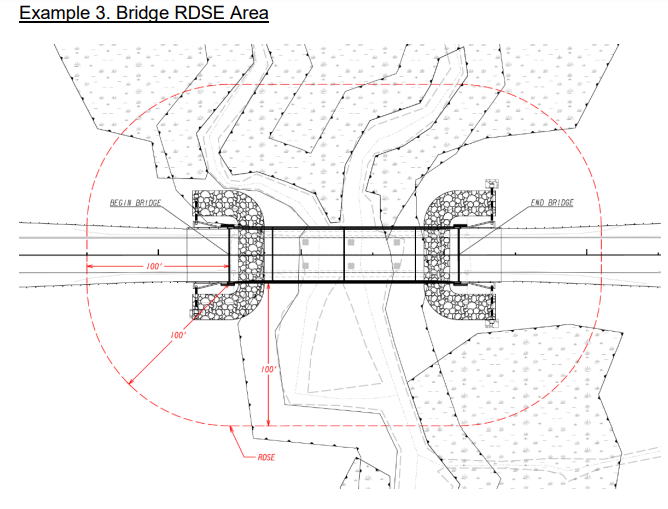 Example 3. Bridge RDSE Area
BEGIN BRIDGE
END BRIDGE
100'
100'
100'
RDSE